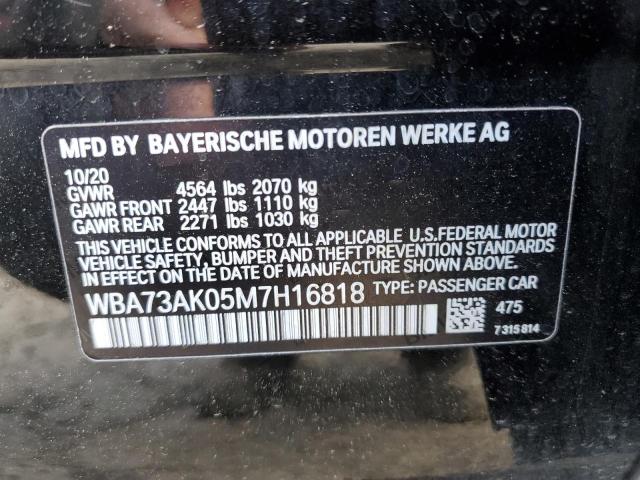 MFD BY BAYERISCHE MOTOREN WERKE AG
10/20
GVWR 4564 lbs 2070 kg
GAWR FRONT 2447 lbs 1110 kg
GAWR REAR 2271 lbs 1030 kg
THIS VEHICLE CONFORMS TO ALL APPLICABLE U.S.FEDERAL MOTOR
VEHICLE SAFETY, BUMPER AND THEFT PREVENTION STANDARDS
IN EFFECT ON THE DATE OF MANUFACTURE SHOWN ABOVE.
WBA73AK05M7H16818 TYPE: PASSENGER CAR
475
7315814